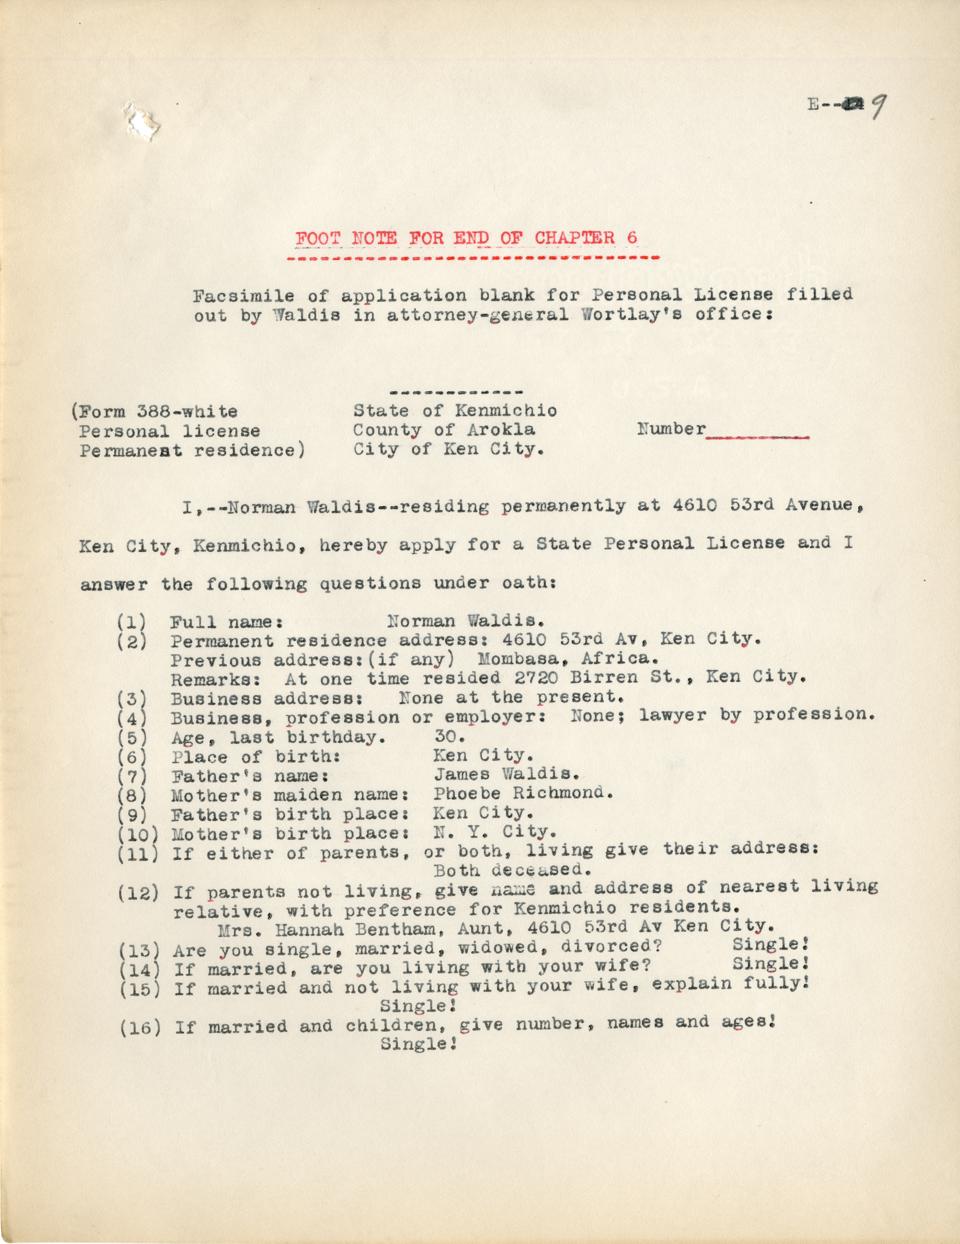 E-- 9
FOOT NOTE FOR END OF CHAPTER 6
Facsimile of application blank for Personal License filled
out by Waldis in attorney-general Wortlay's office:
(Form 388-white
Personal license
Permanent residence)
State of Kenmichio
County of Arokla
City of Ken City.
Number
I,--Norman Waldis--residing permanently at 4610 53rd Avenue,
Ken City, Kenmichio, hereby apply for a State Personal License and I
answer the following questions under oath:
(1) Full name: Norman Waldis.
(2) Permanent residence address: 4610 53rd Av, Ken City.
Previous address:(if any) Mombasa, Africa.
Remarks: At one time resided 2720 Birren St., Ken City.
(3) Business address: None at the present.
(4) Business, profession or employer: None; lawyer by profession.
(5) Age, last birthday. 30.
(6) Place of birth: Ken City.
(7) Father's name: James Waldis.
(8) Mother's maiden name: Phoebe Richmond.
(9) Father's birth place: Ken City.
(10) Mother's birth place: N. Y. City.
(11) If either of parents, or both, living give their address:
Both deceased.
(12) If parents not living, give name and address of nearest living
relative, with preference for Kenmichio residents.
Mrs. Hannah Bentham, Aunt, 4610 53rd Av Ken City.
(13) Are you single, married, widowed, divorced? Single!
(14) If married, are you living with your wife? Single!
(15) If married and not living with your wife, explain fully!
Single!
(16) If married and children, give number, names and ages!
Single!